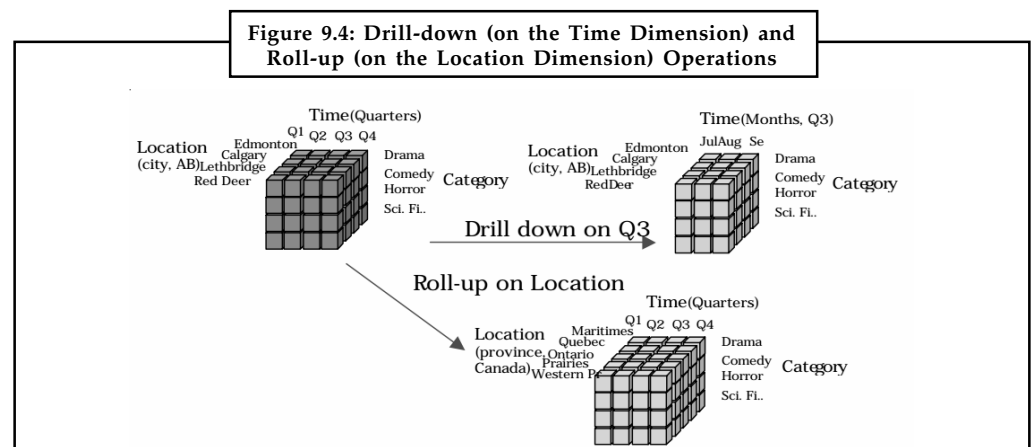 Figure 9.4: Drill-down (on the Time Dimension) and
Roll-up (on the Location Dimension) Operations
Time(Quarters)
Q1 Q2 Q3 Q4
Location
(city, AB)
Edmonton
Calgary
Lethbridge
Red Deer
Drama
Comedy
Horror
Sci. Fi..
Category
Drill down on Q3
Time(Months, Q3)
JulAug Se
Location
(city, AB)
Edmonton
Calgary
Lethbridge
RedDeer
Drama
Comedy
Horror
Sci. Fi..
Category
Roll-up on Location
Time(Quarters)
Q1 Q2 Q3 Q4
Location
(province,
Canada)
Maritimes
Quebec
Ontario
Prairies
Western
Drama
Comedy
Horror
Sci. Fi..
Category